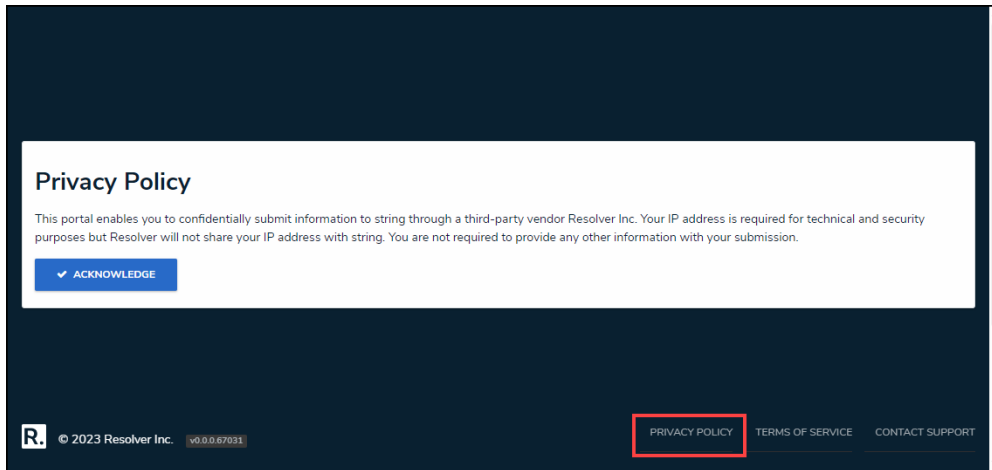 Privacy Policy
This portal enables you to confidentially submit information to string through a third-party vendor Resolver Inc. Your IP address is required for technical and security
purposes but Resolver will not share your IP address with string. You are not required to provide any other information with your submission.
✔ ACKNOWLEDGE
R. © 2023 Resolver Inc. v0.0.0.67031 PRIVACY POLICY TERMS OF SERVICE CONTACT SUPPORT